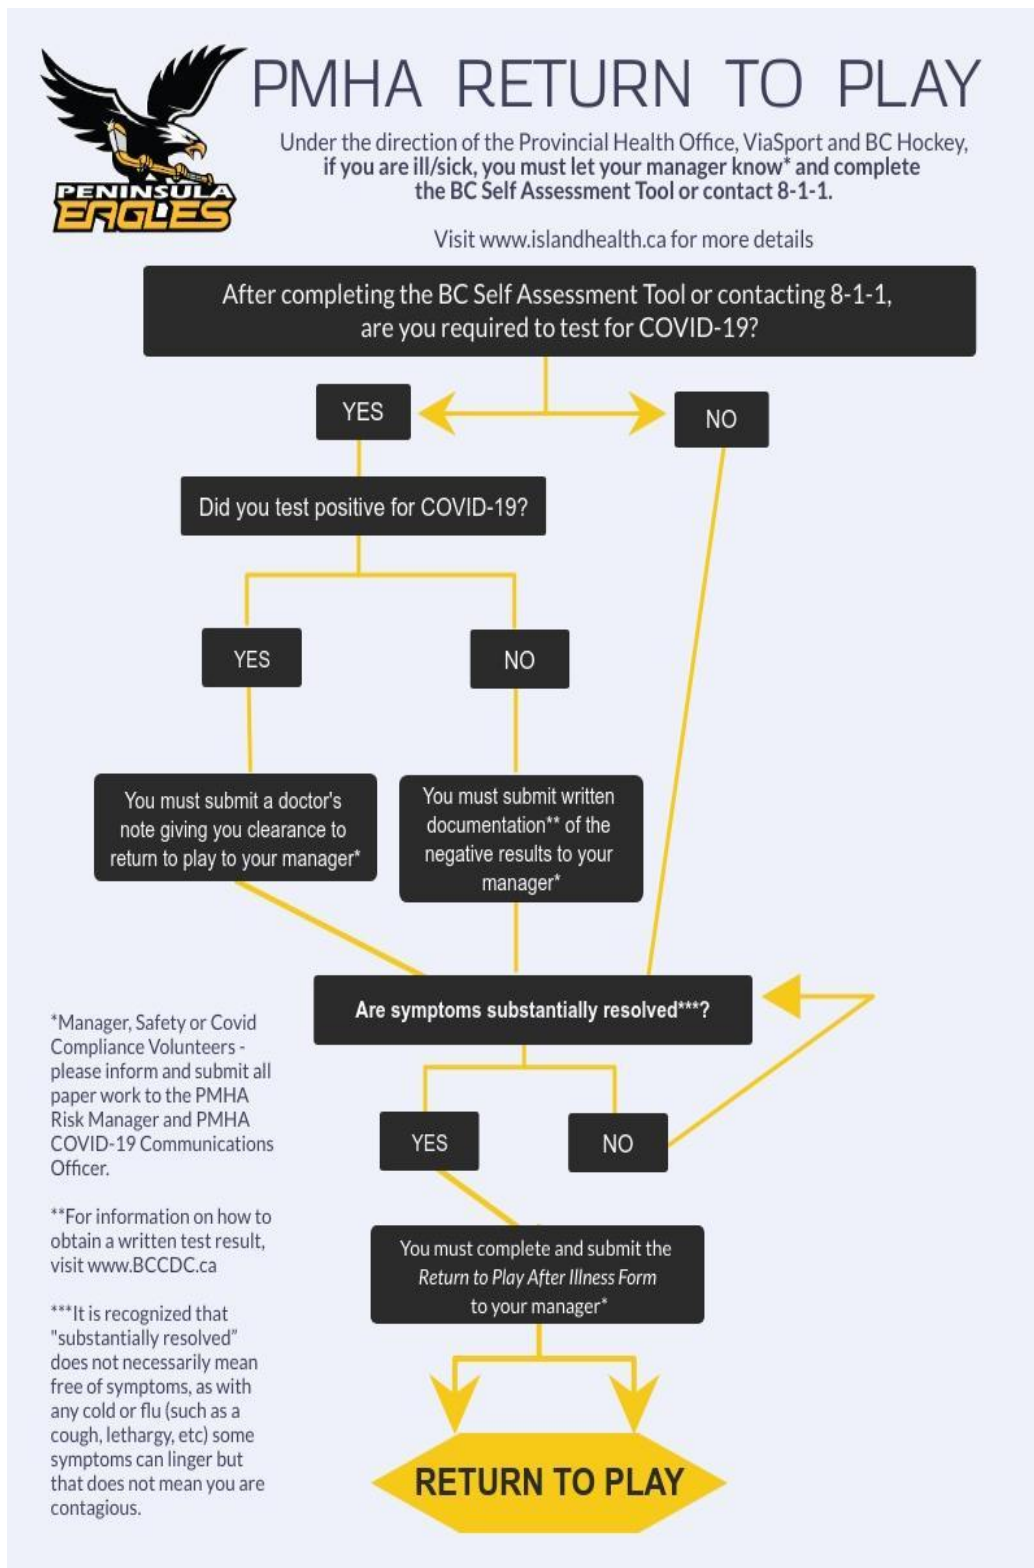 PENINSULA
EAGLES
PMHA RETURN TO PLAY
Under the direction of the Provincial Health Office, ViaSport and BC Hockey,
if you are ill/sick, you must let your manager know* and complete
the BC Self Assessment Tool or contact 8-1-1.
Visit www.islandhealth.ca for more details
After completing the BC Self Assessment Tool or contacting 8-1-1,
are you required to test for COVID-19?
YES
NO
Did you test positive for COVID-19?
YES
NO
You must submit a doctor's
note giving you clearance to
return to play to your manager*
You must submit written
documentation** of the
negative results to your
manager*
Are symptoms substantially resolved***?
YES
NO
You must complete and submit the
Return to Play After Illness Form
to your manager*
RETURN TO PLAY
*Manager, Safety or Covid
Compliance Volunteers -
please inform and submit all
paper work to the PMHA
Risk Manager and PMHA
COVID-19 Communications
Officer.
**For information on how to
obtain a written test result,
visit www.BCCDC.ca
***It is recognized that
"substantially resolved”
does not necessarily mean
free of symptoms, as with
any cold or flu (such as a
cough, lethargy, etc) some
symptoms can linger but
that does not mean you are
contagious.